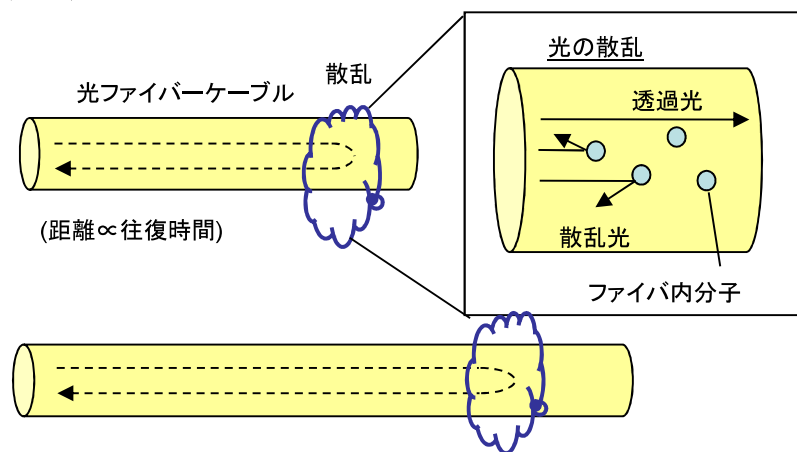 光の散乱
散乱
光ファイバーケーブル
透過光
(距離∝往復時間)
散乱光
ファイバ内分子